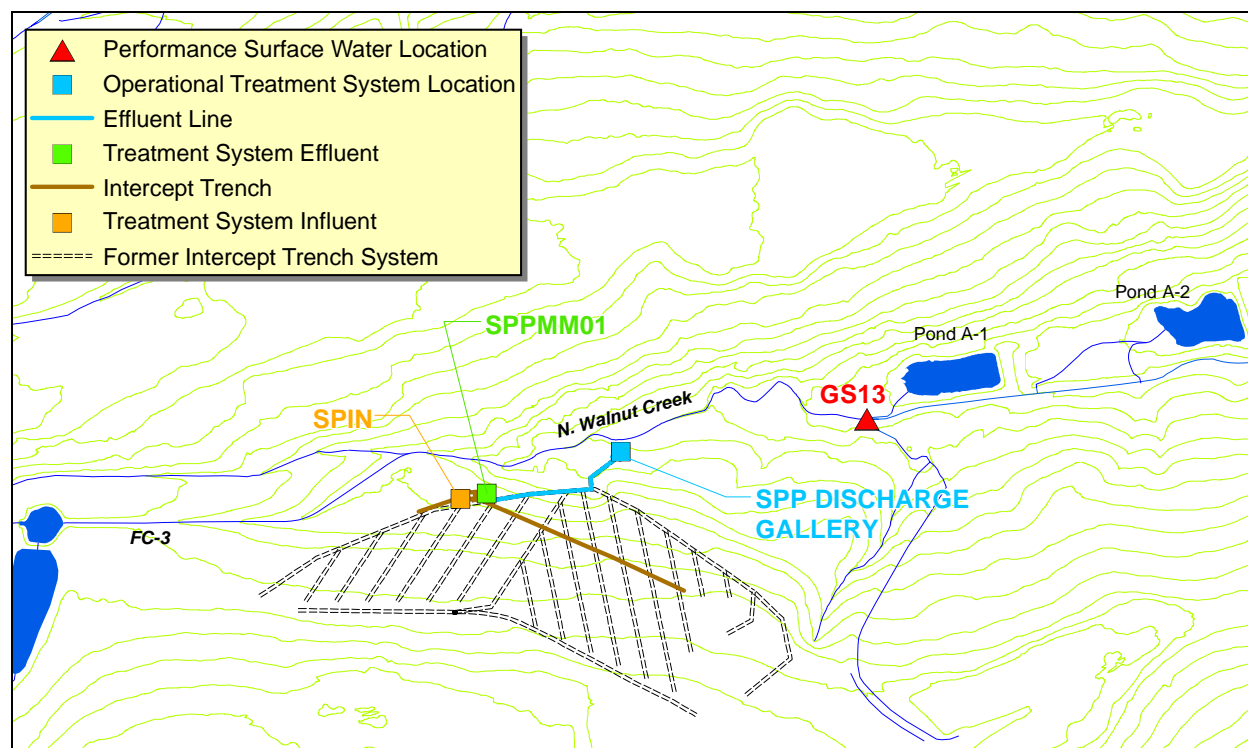 Performance Surface Water Location
Operational Treatment System Location
Effluent Line
Treatment System Effluent
Intercept Trench
Treatment System Influent
Former Intercept Trench System
Pond A-2
SPPMM01
Pond A-1
GS13
SPIN
N. Walnut Creek
SPP DISCHARGE
GALLERY
FC-3